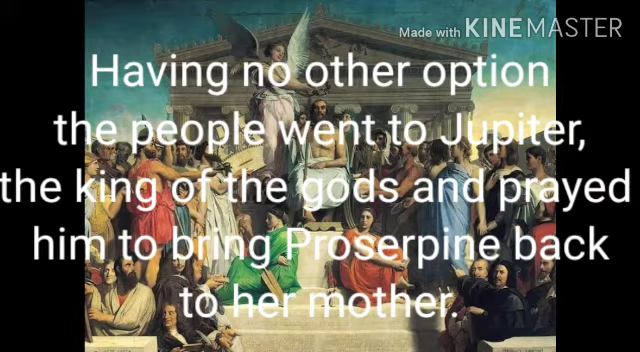 Made with KINEMASTER
Having no other option
the people went to Jupiter,
the king of the gods and prayed
him to bring Proserpine back
to her mother.